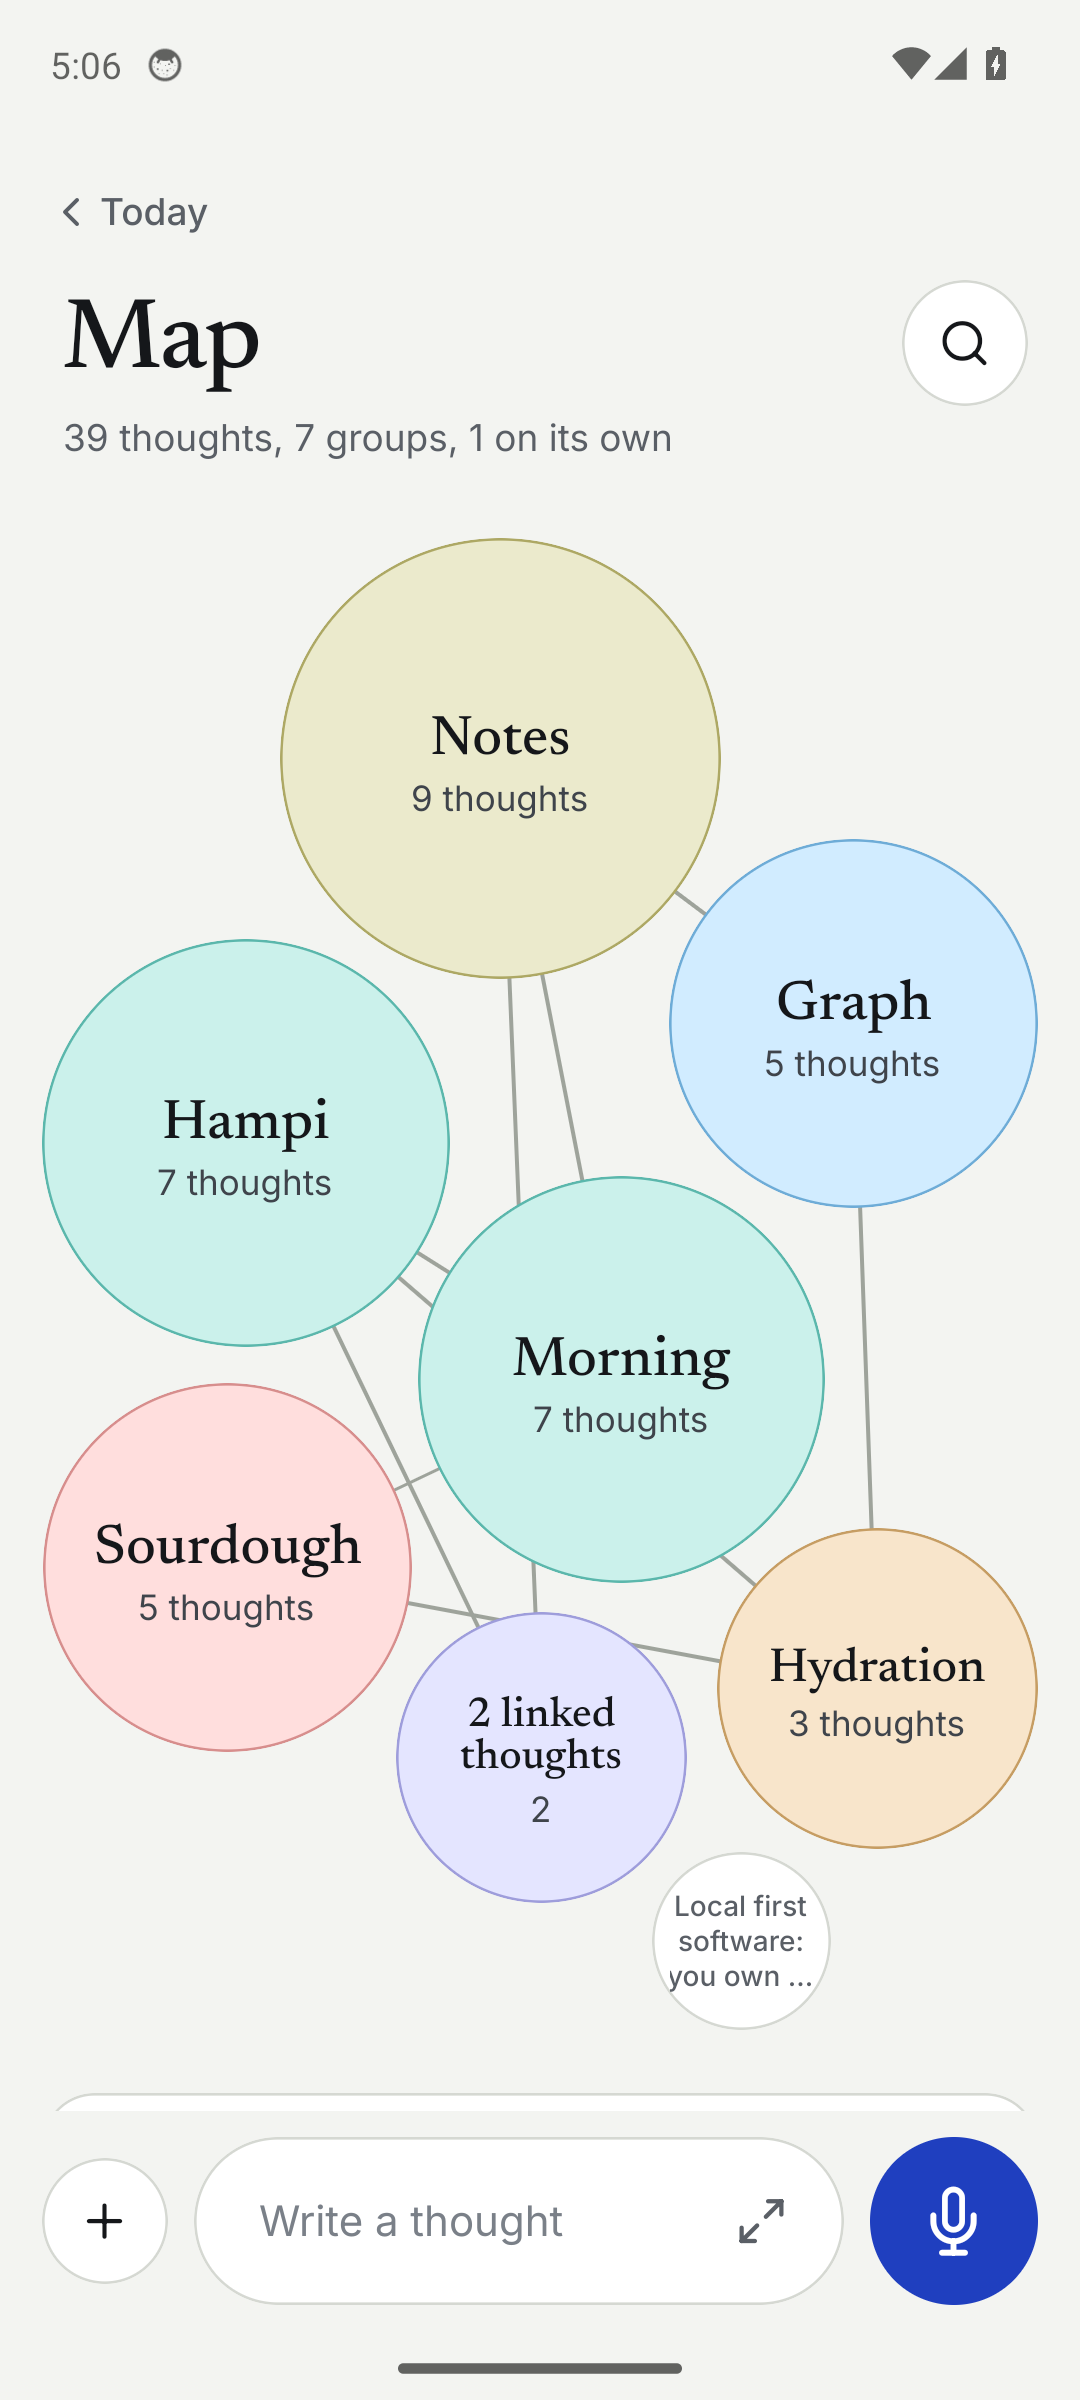 5:06
Today
Map
39 thoughts, 7 groups, 1 on its own
Notes
9 thoughts
Graph
5 thoughts
Hampi
7 thoughts
Morning
7 thoughts
Sourdough
5 thoughts
Hydration
3 thoughts
2 linked
thoughts
2
Local first
software:
you own ...
Write a thought